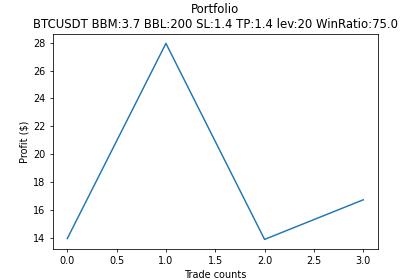 Portfolio
BTCUSDT BBM:3.7 BBL:200 SL:1.4 TP:1.4 lev:20 WinRatio:75.0
28
26
24
22
20
18
16
14
Profit ($)
0.0 0.5 1.0 1.5 2.0 2.5 3.0
Trade counts